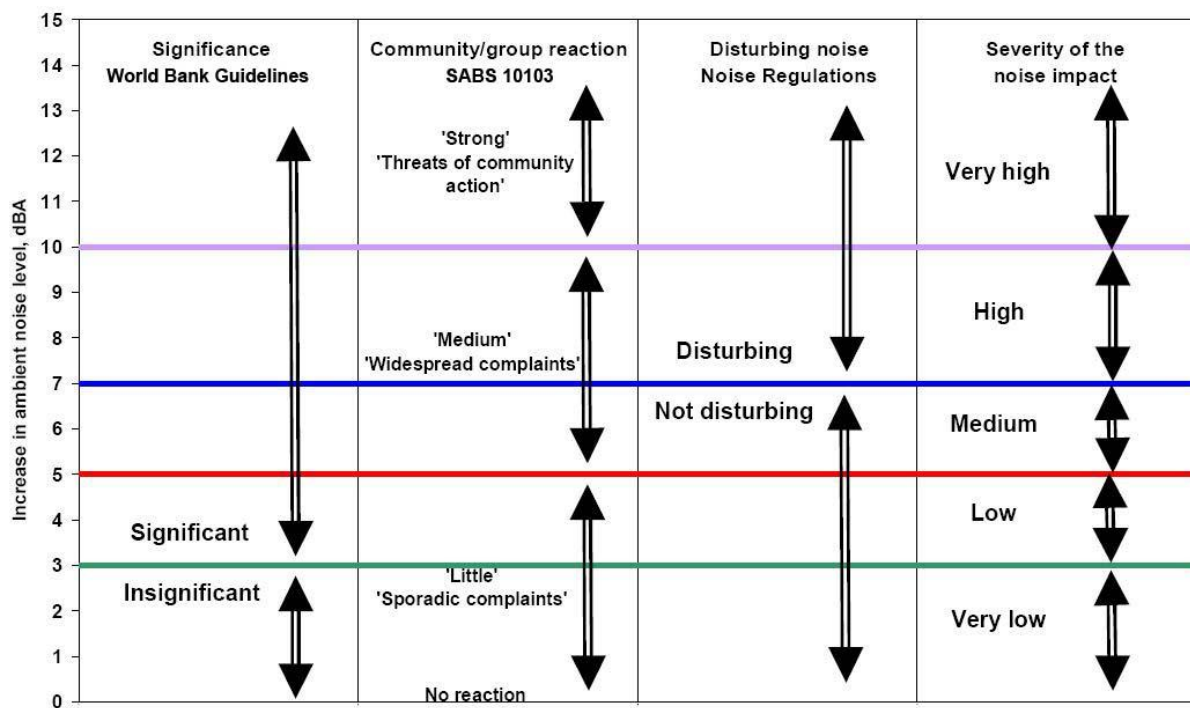 Significance
World Bank Guidelines
Community/group reaction
SABS 10103
Disturbing noise
Noise Regulations
Severity of the
noise impact
Increase in ambient noise level, dBA
15
14
13
12
11
10
9
8
7
6
5
4
3
2
1
0
Significant
Insignificant
'Strong'
'Threats of community
action'
'Medium'
'Widespread complaints'
'Little'
'Sporadic complaints'
No reaction
Disturbing
Not disturbing
Very high
High
Medium
Low
Very low